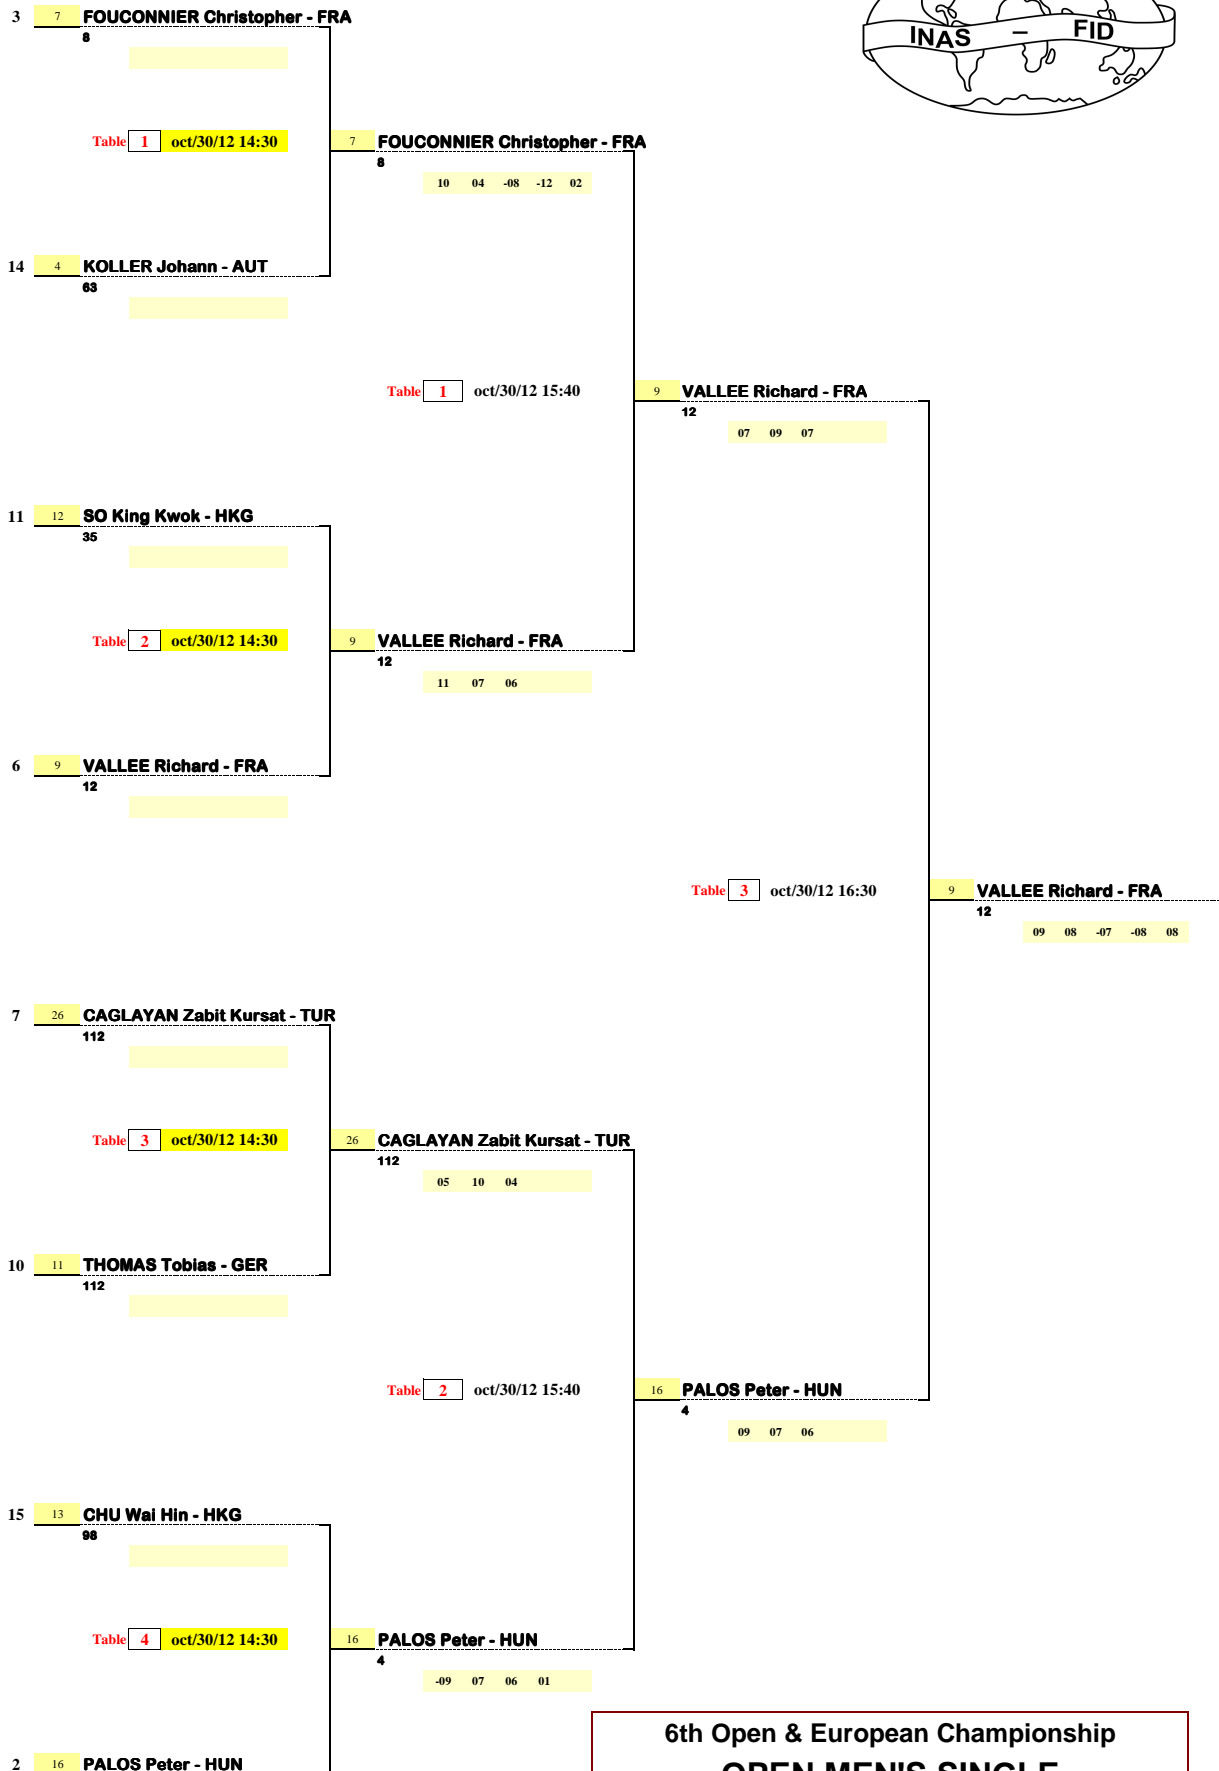 INAS – FID
3 7 FOUCONNIER Christopher - FRA
8
Table 1 oct/30/12 14:30
7 FOUCONNIER Christopher - FRA
8
10 04 -08 -12 02
14 4 KOLLER Johann - AUT
63
Table 1 oct/30/12 15:40
9 VALLEE Richard - FRA
12
07 09 07
11 12 SO King Kwok - HKG
35
Table 2 oct/30/12 14:30
9 VALLEE Richard - FRA
12
11 07 06
6 9 VALLEE Richard - FRA
12
Table 3 oct/30/12 16:30
9 VALLEE Richard - FRA
12
09 08 -07 -08 08
7 26 CAGLAYAN Zabit Kursat - TUR
112
Table 3 oct/30/12 14:30
26 CAGLAYAN Zabit Kursat - TUR
112
05 10 04
10 11 THOMAS Tobias - GER
112
Table 2 oct/30/12 15:40
16 PALOS Peter - HUN
4
09 07 06
15 13 CHU Wai Hin - HKG
98
Table 4 oct/30/12 14:30
16 PALOS Peter - HUN
4
-09 07 06 01
6th Open & European Championship
OPEN MEN'S SINGLE
2 16 PALOS Peter - HUN